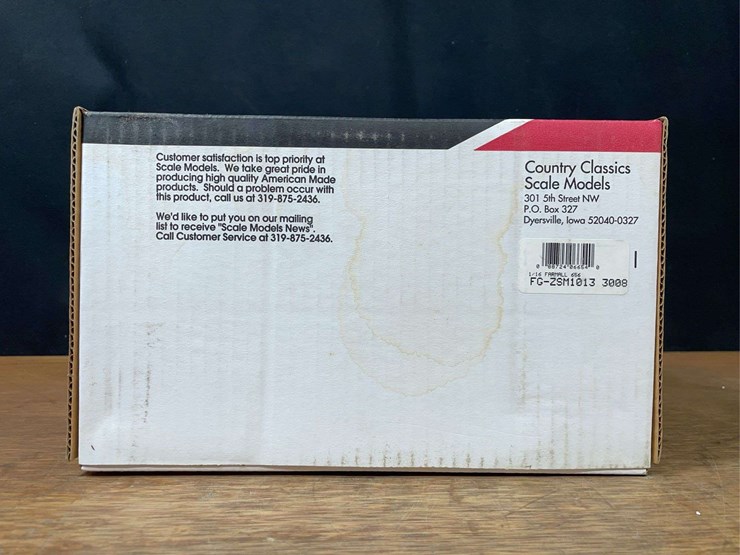 Customer satisfaction is top priority at
Scale Models. We take great pride in
producing high quality American Made
products. Should a problem occur with
this product, call us at 319-875-2436.
We'd like to put you on our mailing
list to receive "Scale Models News".
Call Customer Service at 319-875-2436.
Country Classics
Scale Models
301 5th Street NW
P.O. Box 327
Dyersville, Iowa 52040-0327
1/16 FARMALL 656
FG-ZSM1013 3008